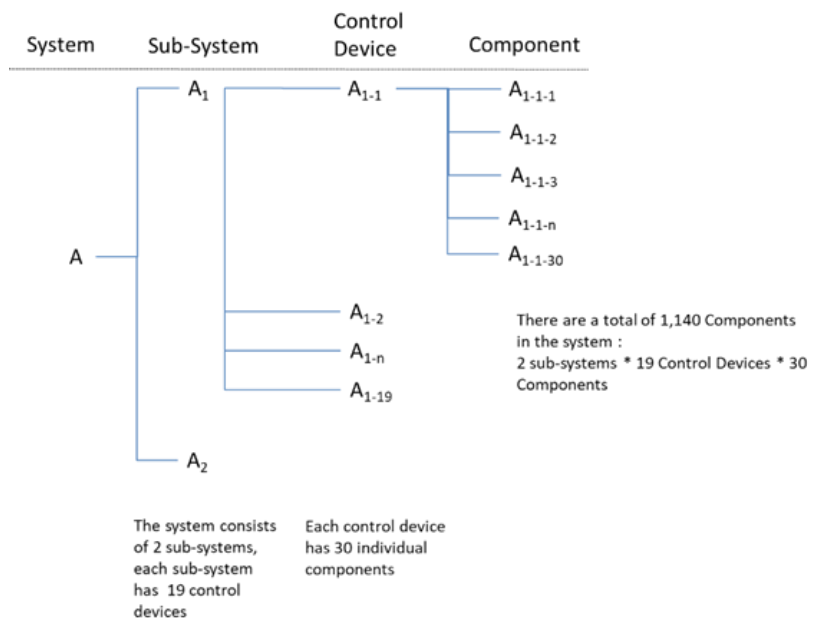 System
Sub-System
Control
Device
Component
A1
A1-1
A1-1-1
A1-1-2
A1-1-3
A1-1-n
A1-1-30
A
A1-2
A1-n
A1-19
There are a total of 1,140 Components
in the system :
2 sub-systems * 19 Control Devices * 30
Components
A2
The system consists
of 2 sub-systems,
each sub-system
has 19 control
devices
Each control device
has 30 individual
components